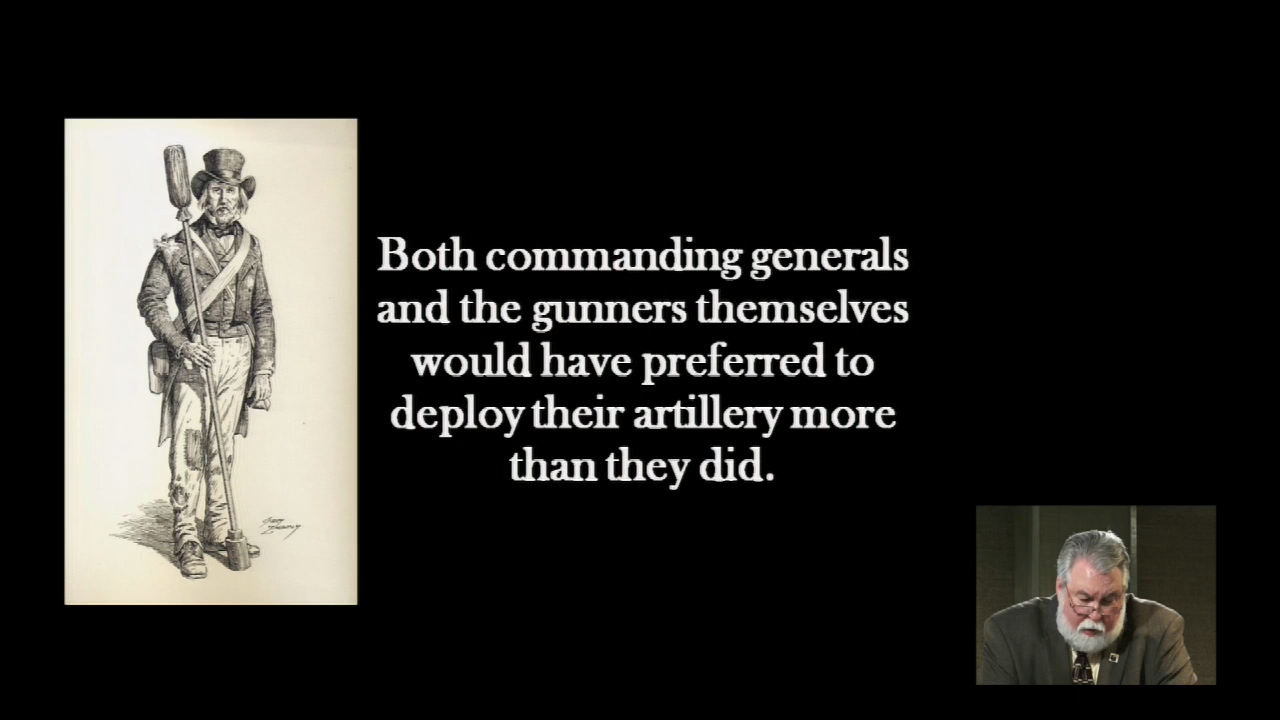 Both commanding generals
and the gunners themselves
would have preferred to
deploy their artillery more
than they did.